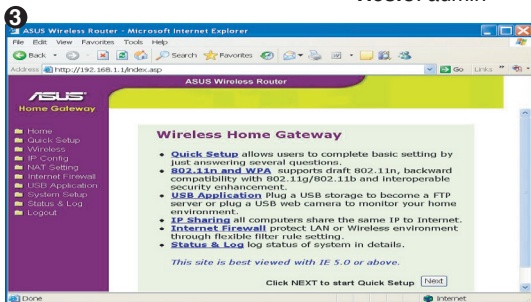 3
ASUS Wireless Router - Microsoft Internet Explorer
File Edit View Favorites Tools Help
Back Search Favorites
Address http://192.168.1.1/index.asp Go Links
ASUS Wireless Router
ASUS
Home Gateway
Home
Quick Setup
Wireless
IP Config
NAT Setting
Internet Firewall
USB Application
System Setup
Status & Log
Logout
Wireless Home Gateway
Quick Setup allows users to complete basic setting by
just answering several questions.
802.11n and WPA supports draft 802.11n, backward
compatibility with 802.11g/802.11b and interoperable
security enhancement.
USB Application Plug a USB storage to become a FTP
server or plug a USB web camera to monitor your home
environment.
IP Sharing all computers share the same IP to Internet.
Internet Firewall protect LAN or Wireless environment
through flexible filter rule setting.
Status & Log log status of system in details.
This site is best viewed with IE 5.0 or above.
Click NEXT to start Quick Setup Next
Done Internet